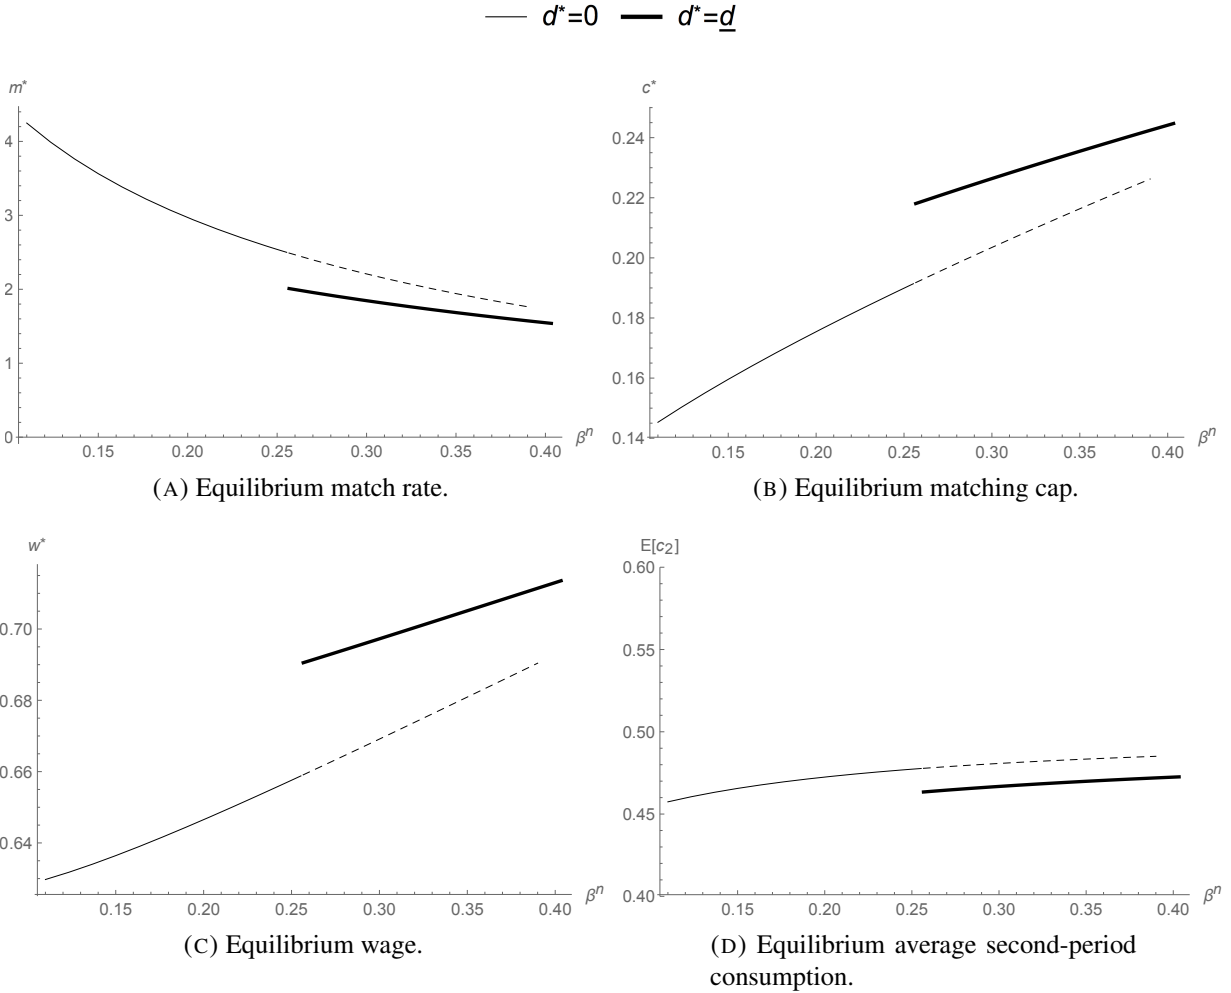 d*=0 d*=d
m*
4
3
2
1
0
0.15 0.20 0.25 0.30 0.35 0.40 βⁿ
(A) Equilibrium match rate.
c*
0.24
0.22
0.20
0.18
0.16
0.14
0.15 0.20 0.25 0.30 0.35 0.40 βⁿ
(B) Equilibrium matching cap.
w*
0.70
0.68
0.66
0.64
0.15 0.20 0.25 0.30 0.35 0.40 βⁿ
(C) Equilibrium wage.
E[c₂]
0.60
0.55
0.50
0.45
0.40
0.15 0.20 0.25 0.30 0.35 0.40 βⁿ
(D) Equilibrium average second-period
consumption.